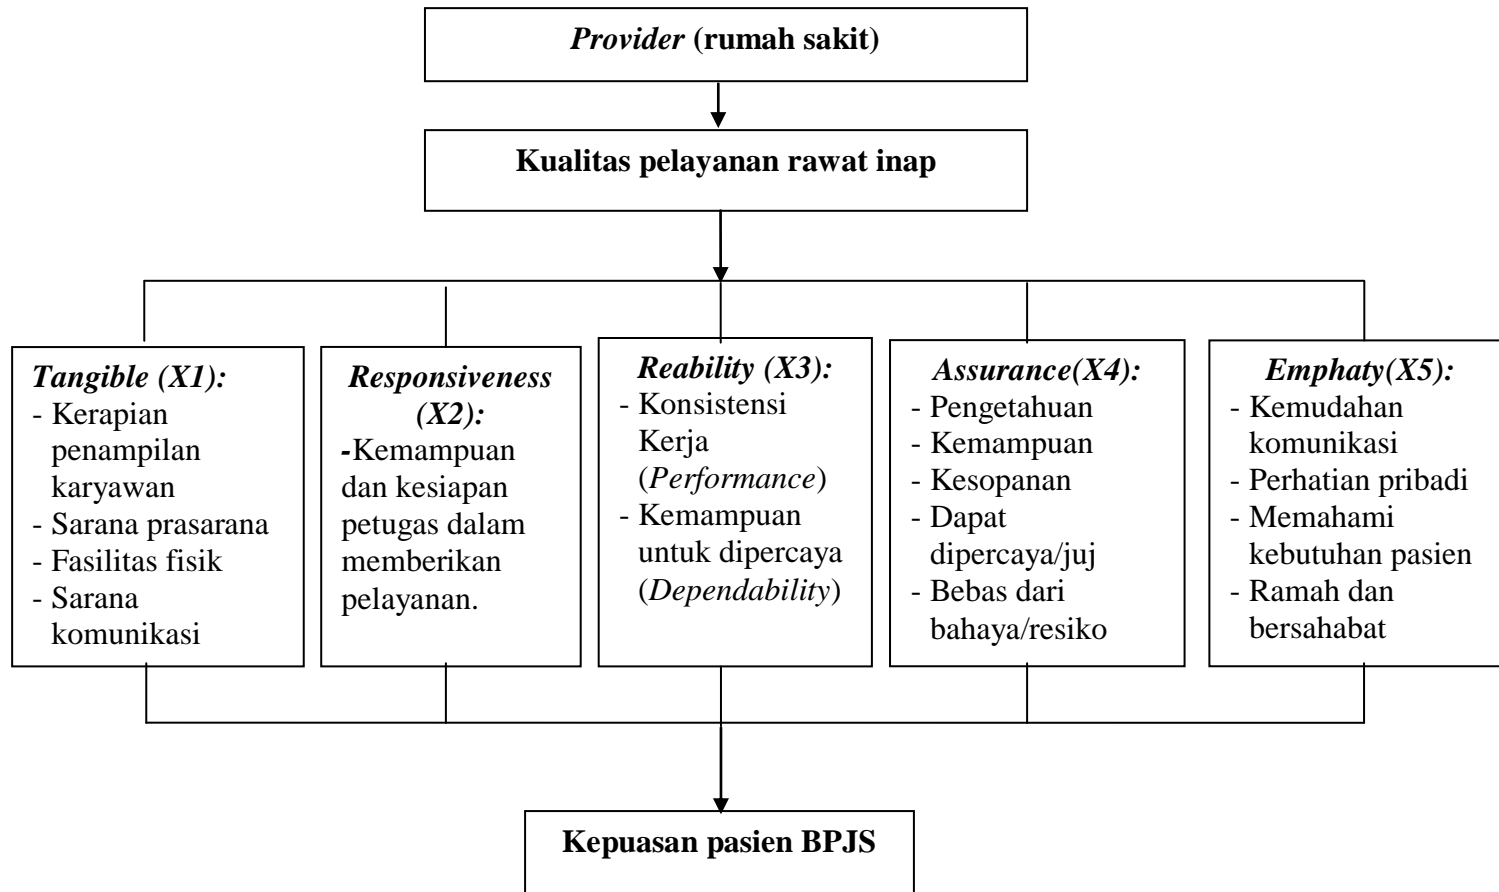 Provider (rumah sakit)
Kualitas pelayanan rawat inap
Tangible (X1):
- Kerapian
penampilan
karyawan
- Sarana prasarana
- Fasilitas fisik
- Sarana
komunikasi
Responsiveness
(X2):
-Kemampuan
dan kesiapan
petugas dalam
memberikan
pelayanan.
Reability (X3):
- Konsistensi
Kerja
(Performance)
- Kemampuan
untuk dipercaya
(Dependability)
Assurance(X4):
- Pengetahuan
- Kemampuan
- Kesopanan
- Dapat
dipercaya/juj
- Bebas dari
bahaya/resiko
Emphaty(X5):
- Kemudahan
komunikasi
- Perhatian pribadi
- Memahami
kebutuhan pasien
- Ramah dan
bersahabat
Kepuasan pasien BPJS